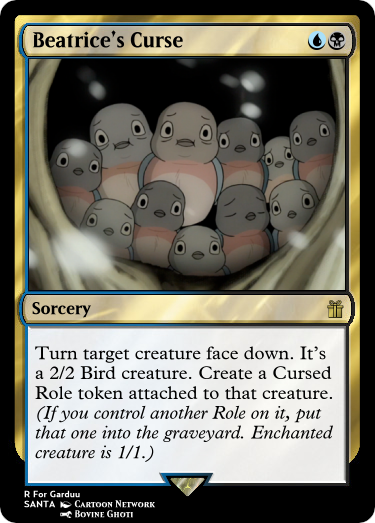 Beatrice's Curse
Sorcery
Turn target creature face down. It's
a 2/2 Bird creature. Create a Cursed
Role token attached to that creature.
(If you control another Role on it, put
that one into the graveyard. Enchanted
creature is 1/1.)
R For Garduu
SANTA Cartoon Network
Bovine Ghoti